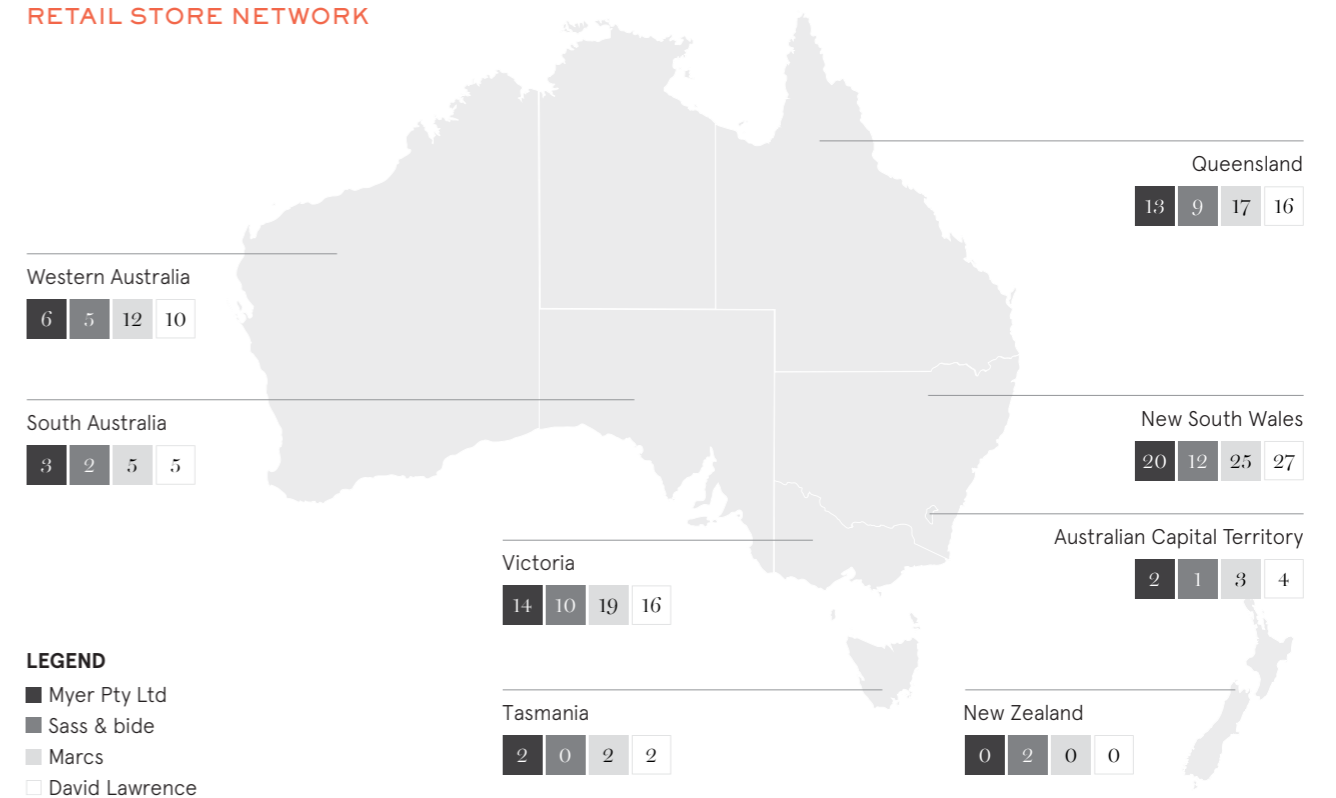 RETAIL STORE NETWORK
Queensland
13 9 17 16
Western Australia
6 5 12 10
South Australia
3 2 5 5
New South Wales
20 12 25 27
Australian Capital Territory
2 1 3 4
Victoria
14 10 19 16
Tasmania
2 0 2 2
New Zealand
0 2 0 0
LEGEND
Myer Pty Ltd
Sass & bide
Marcs
David Lawrence